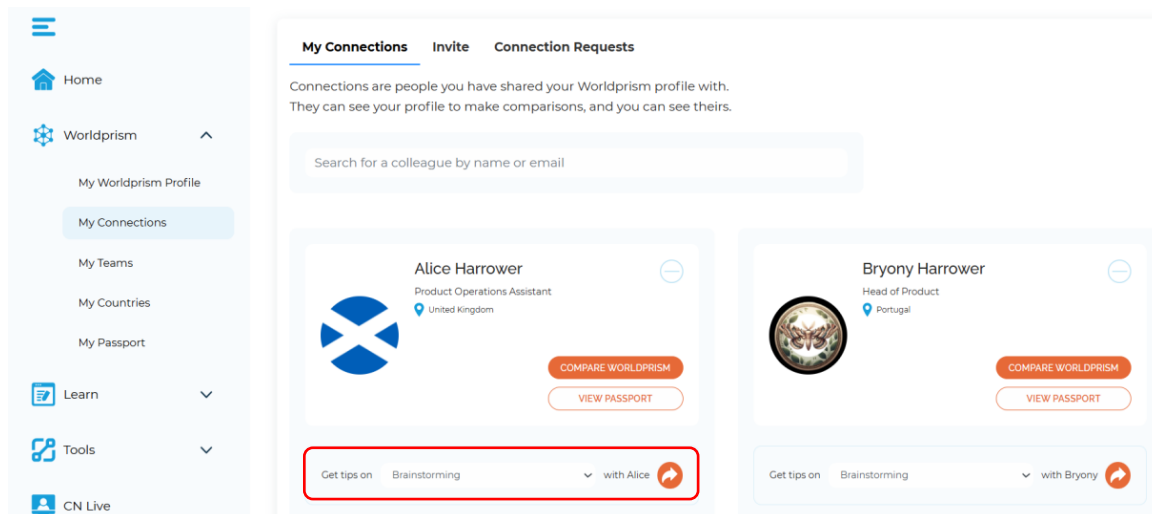 Home
Worldprism
My Worldprism Profile
My Connections
My Teams
My Countries
My Passport
Learn
Tools
CN Live
My Connections Invite Connection Requests
Connections are people you have shared your Worldprism profile with.
They can see your profile to make comparisons, and you can see theirs.
Search for a colleague by name or email
Alice Harrower
Product Operations Assistant
United Kingdom
COMPARE WORLDPRISM
VIEW PASSPORT
Get tips on Brainstorming with Alice
Bryony Harrower
Head of Product
Portugal
COMPARE WORLDPRISM
VIEW PASSPORT
Get tips on Brainstorming with Bryony